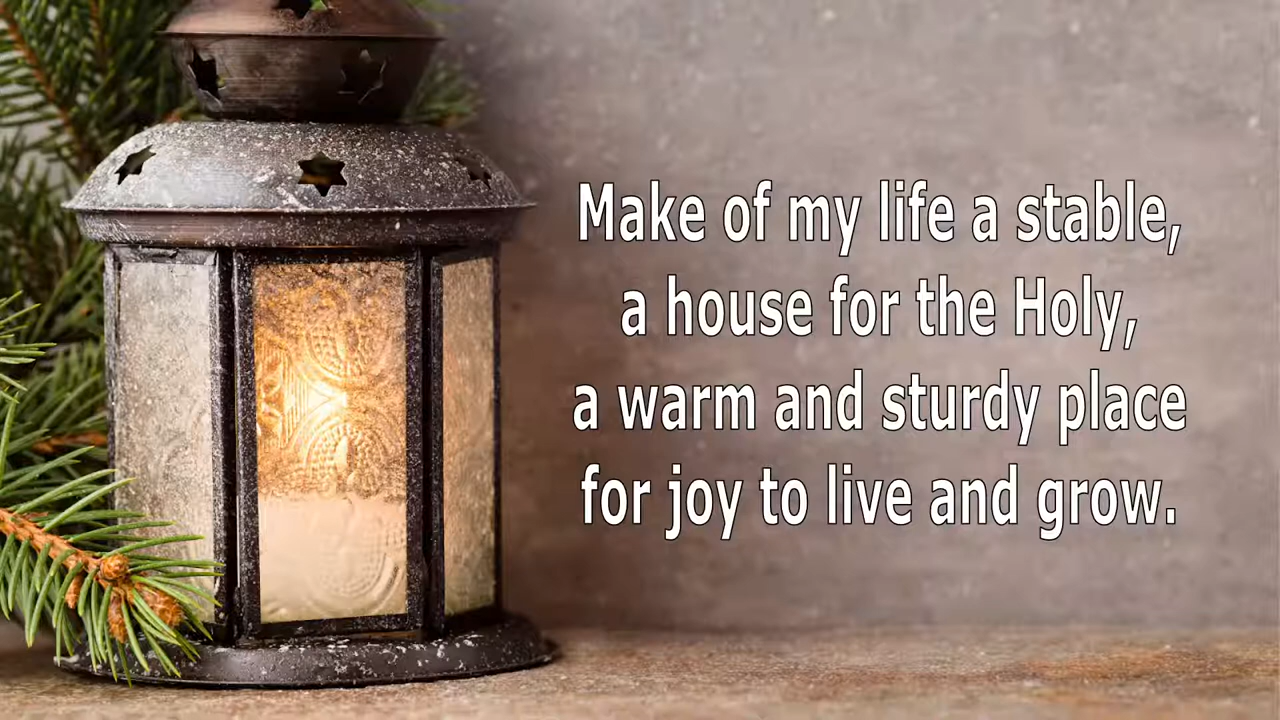 Make of my life a stable,
a house for the Holy,
a warm and sturdy place
for joy to live and grow.